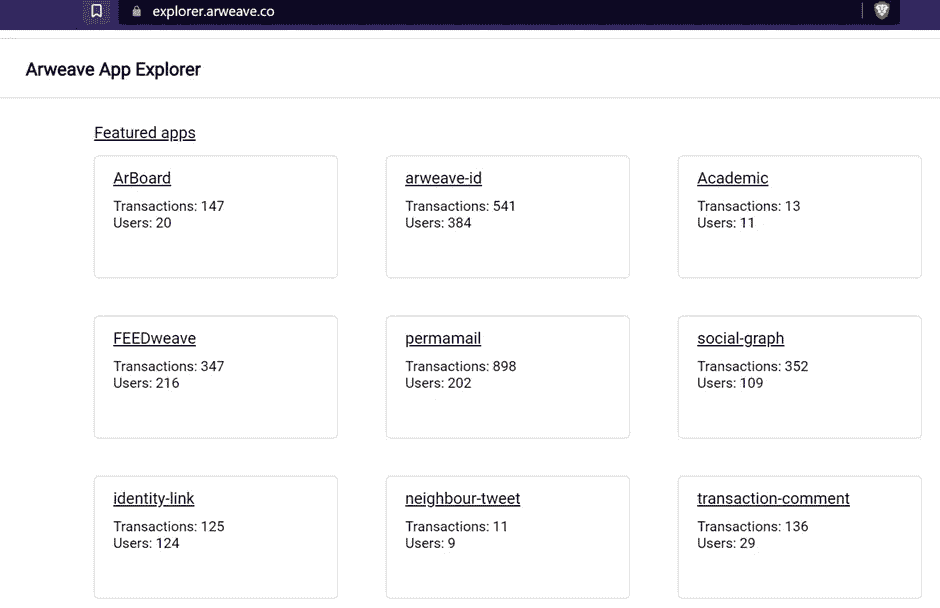 explorer.arweave.co
Arweave App Explorer
Featured apps
ArBoard
Transactions: 147
Users: 20
arweave-id
Transactions: 541
Users: 384
Academic
Transactions: 13
Users: 11
FEEDweave
Transactions: 347
Users: 216
permamail
Transactions: 898
Users: 202
social-graph
Transactions: 352
Users: 109
identity-link
Transactions: 125
Users: 124
neighbour-tweet
Transactions: 11
Users: 9
transaction-comment
Transactions: 136
Users: 29